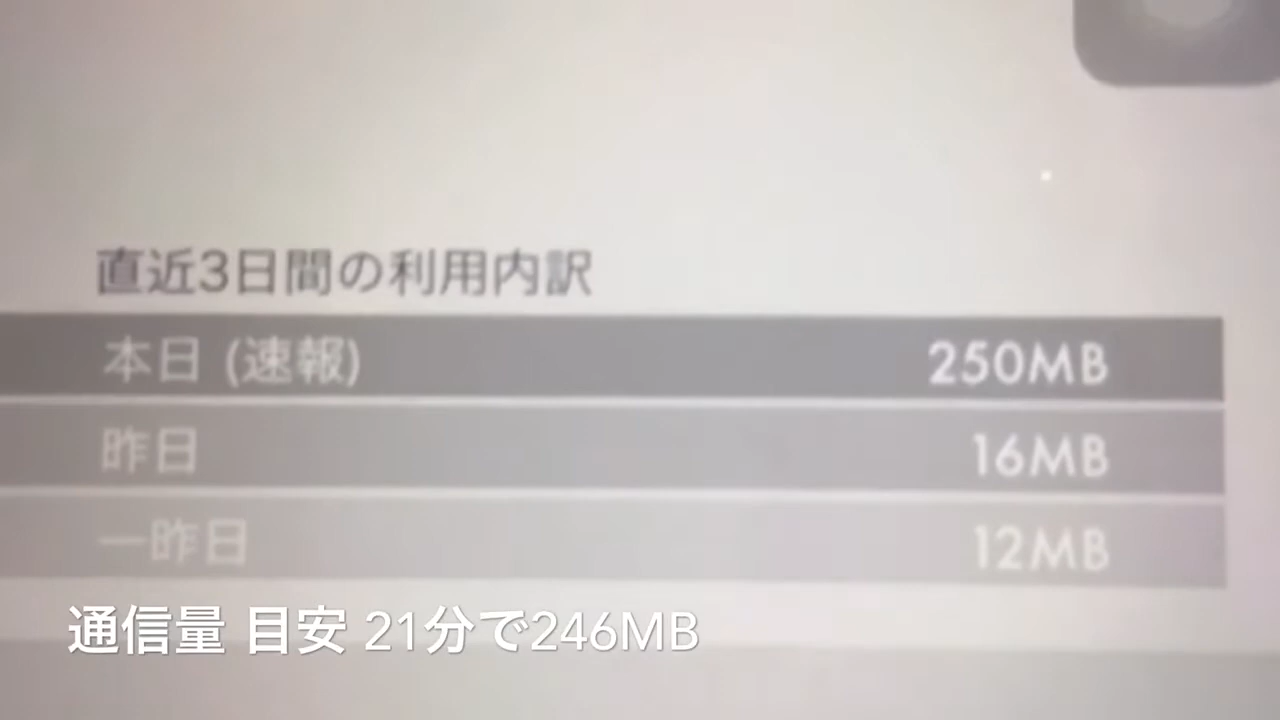 直近3日間の利用内訳
本日 (速報) 250MB
昨日 16MB
一昨日 12MB
通信量 目安 21分で246MB